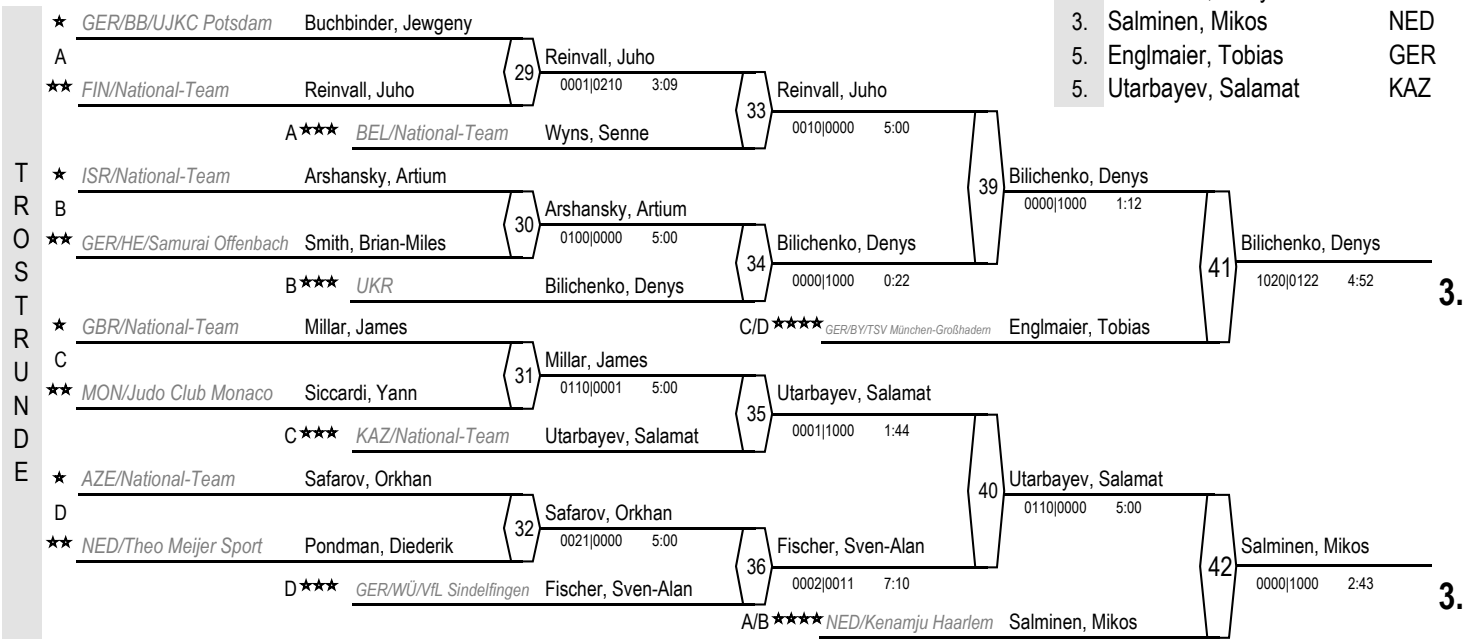 3. Salminen, Mikos NED
5. Englmaier, Tobias GER
5. Utarbayev, Salamat KAZ
TROSTRUNDE
★ GER/BB/UJKC Potsdam Buchbinder, Jewgeny
A
29
Reinvall, Juho
0001|0210 3:09
★★ FIN/National-Team Reinvall, Juho
A★★★ BEL/National-Team Wyns, Senne
33
Reinvall, Juho
0010|0000 5:00
★ ISR/National-Team Arshansky, Artium
B
30
Arshansky, Artium
0100|0000 5:00
★★ GER/HE/Samurai Offenbach Smith, Brian-Miles
B★★★ UKR Bilichenko, Denys
34
Bilichenko, Denys
0000|1000 0:22
39
Bilichenko, Denys
0000|1000 1:12
C/D★★★★ GER/BY/TSV München-Großhadern Englmaier, Tobias
41
Bilichenko, Denys
1020|0122 4:52
3.
★ GBR/National-Team Millar, James
C
31
Millar, James
0110|0001 5:00
★★ MON/Judo Club Monaco Siccardi, Yann
C★★★ KAZ/National-Team Utarbayev, Salamat
35
Utarbayev, Salamat
0001|1000 1:44
★ AZE/National-Team Safarov, Orkhan
D
32
Safarov, Orkhan
0021|0000 5:00
★★ NED/Theo Meijer Sport Pondman, Diederik
D★★★ GER/WÜ/VfL Sindelfingen Fischer, Sven-Alan
36
Fischer, Sven-Alan
0002|0011 7:10
40
Utarbayev, Salamat
0110|0000 5:00
A/B★★★★ NED/Kenamju Haarlem Salminen, Mikos
42
Salminen, Mikos
0000|1000 2:43
3.